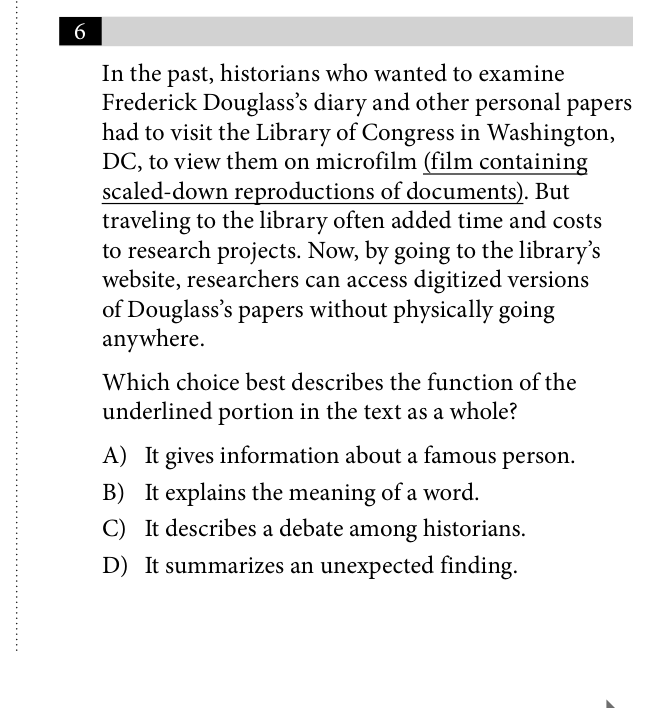 6
In the past, historians who wanted to examine
Frederick Douglass’s diary and other personal papers
had to visit the Library of Congress in Washington,
DC, to view them on microfilm (film containing
scaled-down reproductions of documents). But
traveling to the library often added time and costs
to research projects. Now, by going to the library’s
website, researchers can access digitized versions
of Douglass’s papers without physically going
anywhere.
Which choice best describes the function of the
underlined portion in the text as a whole?
A) It gives information about a famous person.
B) It explains the meaning of a word.
C) It describes a debate among historians.
D) It summarizes an unexpected finding.